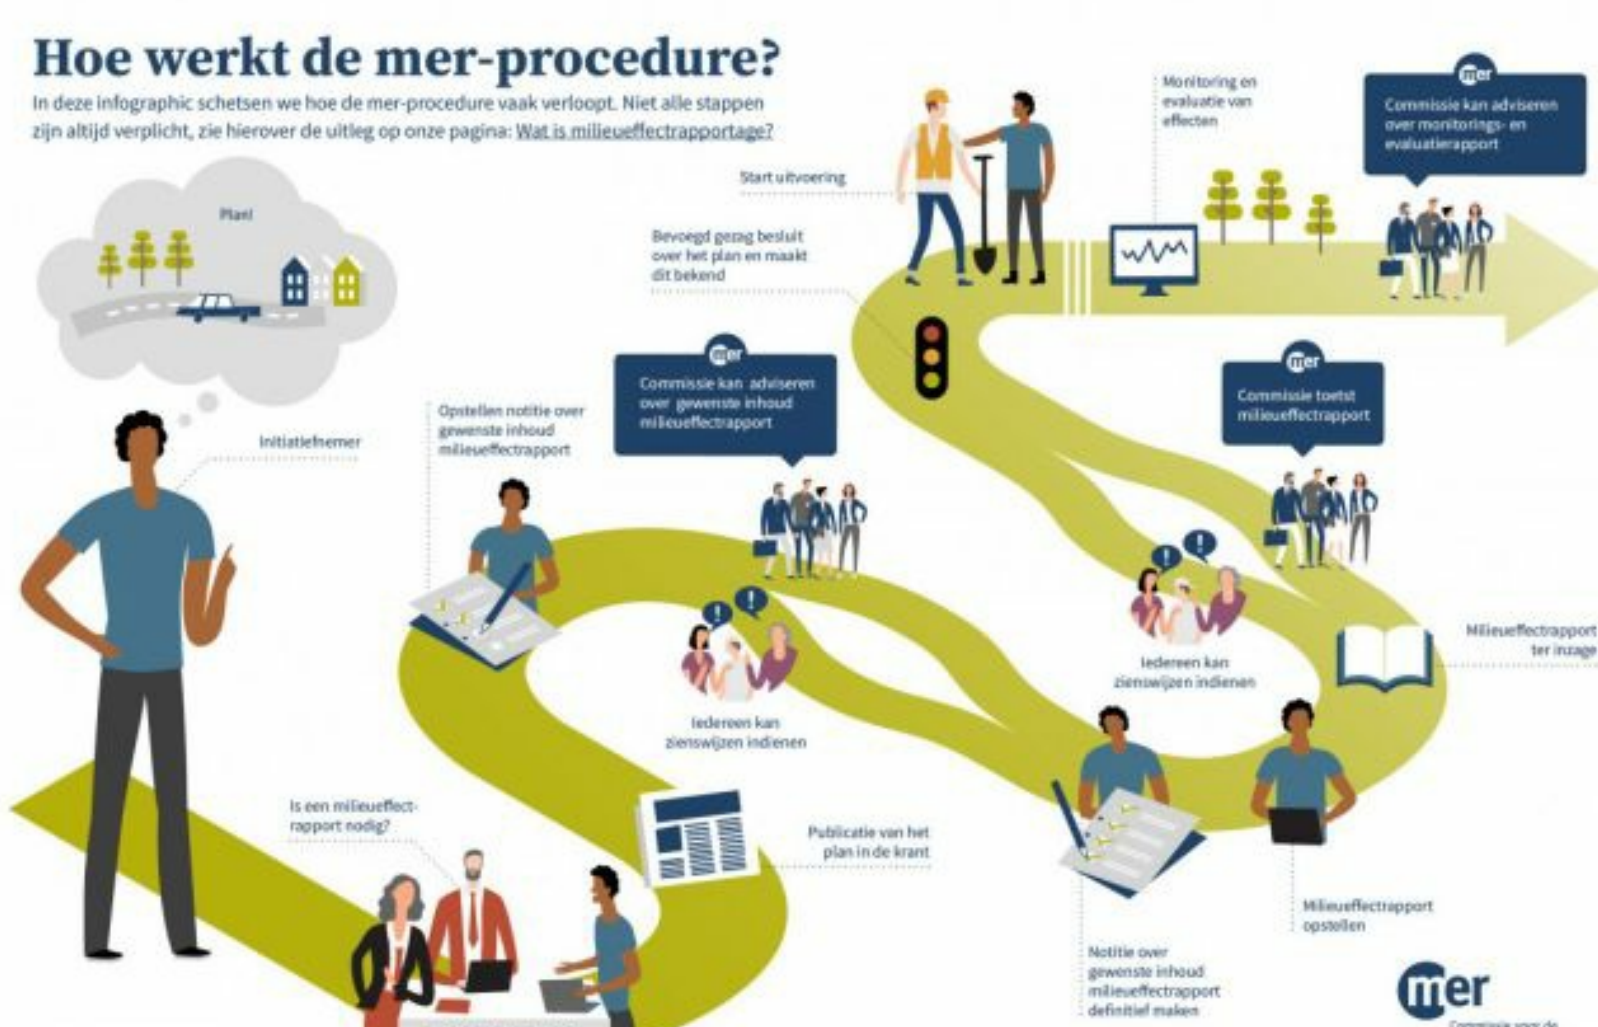 Hoe werkt de mer-procedure?
In deze infographic schetsen we hoe de mer-procedure vaak verloopt. Niet alle stappen
zijn altijd verplicht, zie hierover de uitleg op onze pagina: Wat is milieueffectrapportage?
Plan!
Initiatiefnemer
Is een milieueffect-
rapport nodig?
Publicatie van het
plan in de krant
Opstellen notitie over
gewenste inhoud
milieueffectrapport
mer
Commissie kan adviseren
over gewenste inhoud
milieueffectrapport
!
!
Iedereen kan
zienswijzen indienen
Notitie over
gewenste inhoud
milieueffectrapport
definitief maken
Milieueffectrapport
opstellen
Milieueffectrapport
ter inzage
mer
Commissie toetst
milieueffectrapport
!
!
Iedereen kan
zienswijzen indienen
Bevoegd gezag besluit
over het plan en maakt
dit bekend
Start uitvoering
Monitoring en
evaluatie van
effecten
mer
Commissie kan adviseren
over monitorings- en
evaluatierapport
mer
Commissie voor de